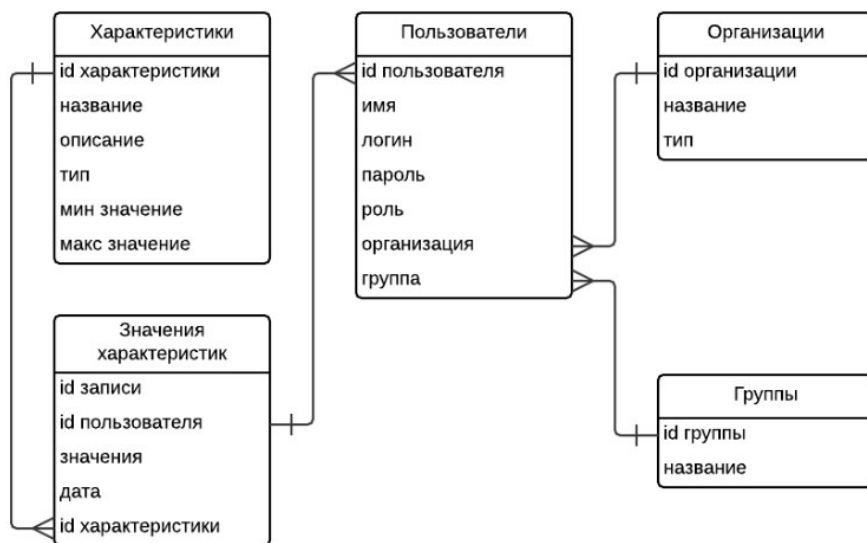 Характеристики
id характеристики
название
описание
тип
мин значение
макс значение
Значения
характеристик
id записи
id пользователя
значения
дата
id характеристики
Пользователи
id пользователя
имя
логин
пароль
роль
организация
группа
Организации
id организации
название
тип
Группы
id группы
название